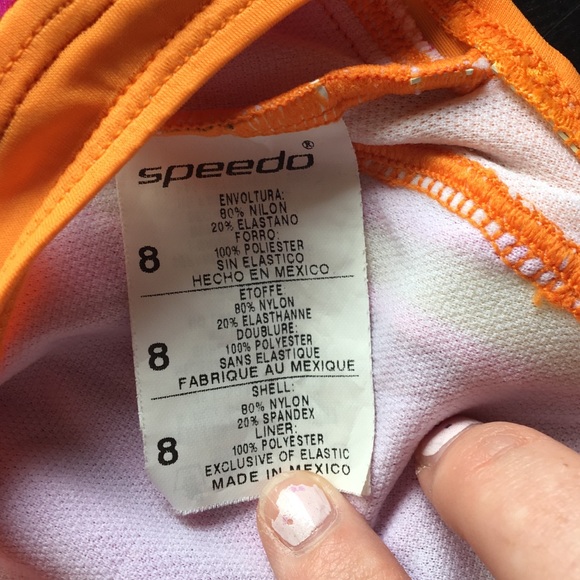 speedo®
ENVOLTURA:
80% NILON
20% ELASTANO
FORRO:
100% POLIESTER
SIN ELASTICO
8 HECHO EN MEXICO
ETOFFE:
80% NYLON
20% ELASTHANNE
DOUBLURE:
100% POLYESTER
SANS ELASTIQUE
8 FABRIQUE AU MEXIQUE
SHELL:
80% NYLON
20% SPANDEX
LINER:
100% POLYESTER
8 EXCLUSIVE OF ELASTIC
MADE IN MEXICO